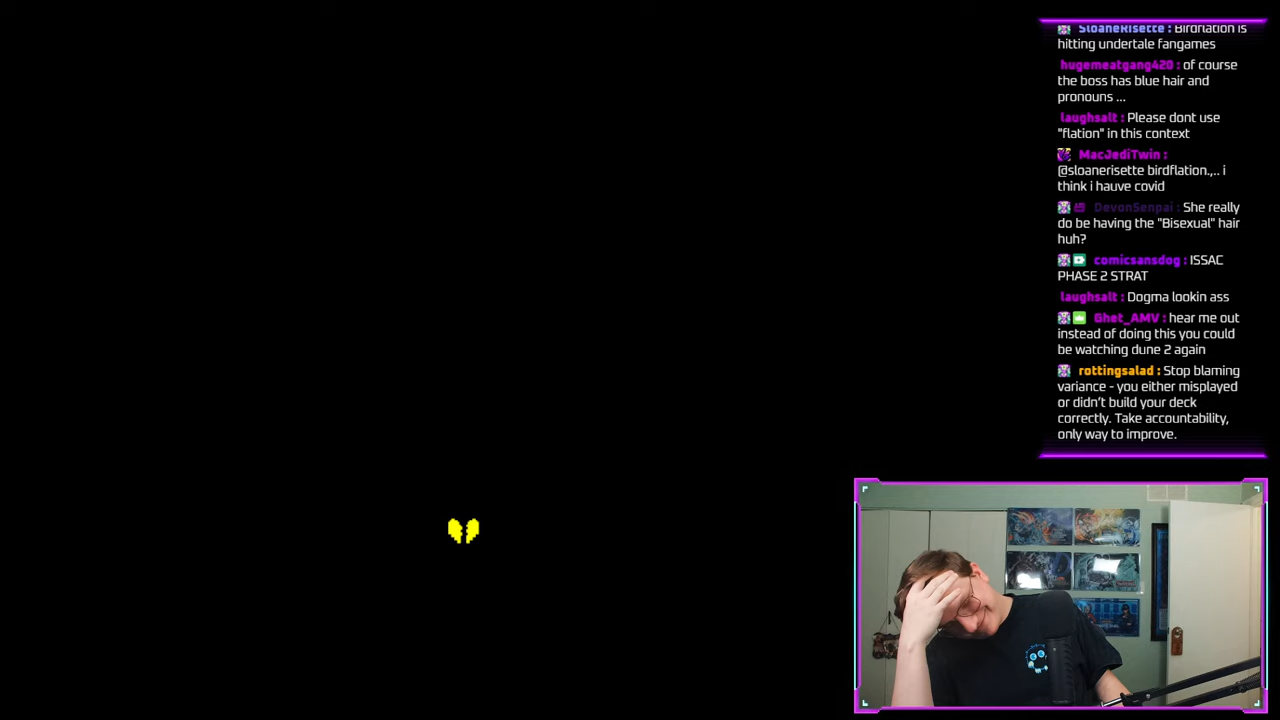 SloaneRisette : Birdflation is
hitting undertale fangames
hugemeatgang420 : of course
the boss has blue hair and
pronouns ...
laughsalt : Please dont use
"flation" in this context
MacJediTwin :
@sloanerisette birdflation.,.. i
think i hauve covid
DevonSenpai : She really
do be having the "Bisexual" hair
huh?
comicsansdog : ISSAC
PHASE 2 STRAT
laughsalt : Dogma lookin ass
Ghet_AMV : hear me out
instead of doing this you could
be watching dune 2 again
rottingsalad : Stop blaming
variance - you either misplayed
or didn't build your deck
correctly. Take accountability,
only way to improve.